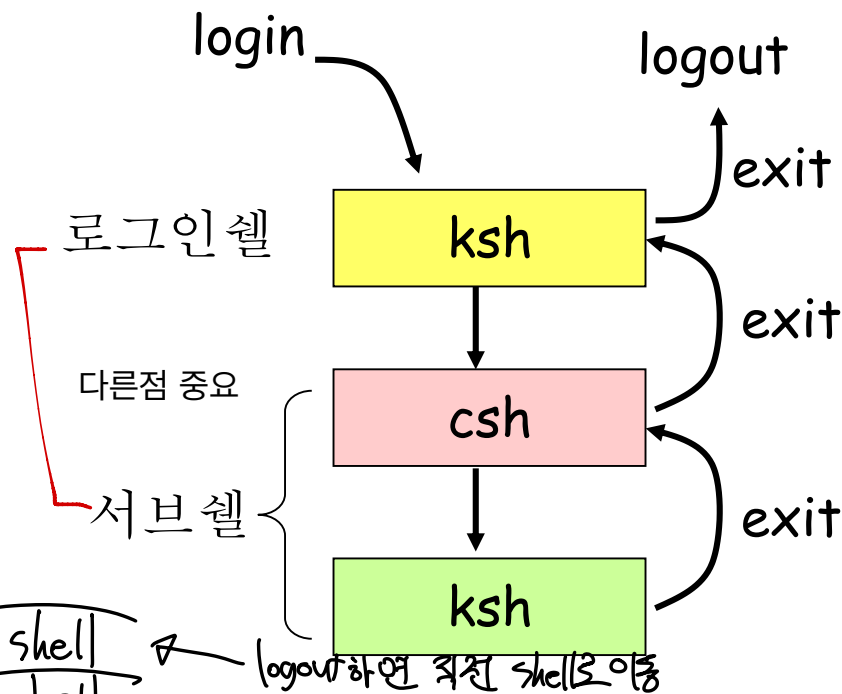 login
logout
exit
로그인쉘
ksh
exit
다른점 중요
csh
서브쉘
exit
ksh
shell
logout하면 직전 shell로 이동